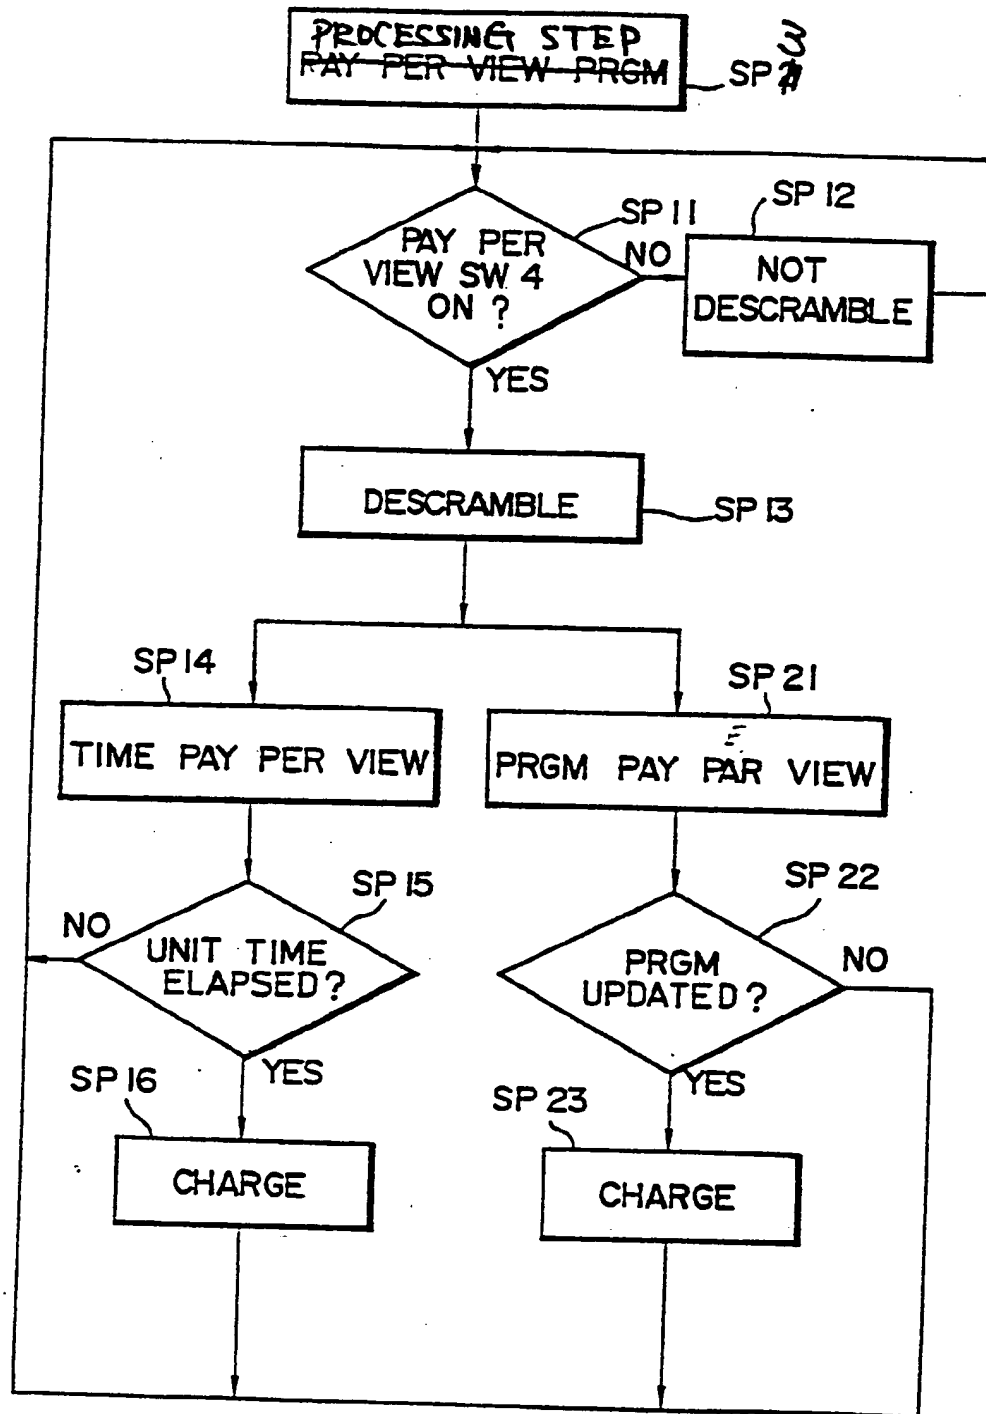 PROCESSING STEP
PAY PER VIEW PRGM
SP 3
SP 11
SP 12
PAY PER
VIEW SW 4
ON ?
NO
NOT
DESCRAMBLE
YES
DESCRAMBLE
SP 13
SP 14
SP 21
TIME PAY PER VIEW
E
PRGM PAY PAR VIEW
SP 15
SP 22
NO
UNIT TIME
ELAPSED ?
PRGM
UPDATED ?
NO
YES
YES
SP 16
SP 23
CHARGE
CHARGE